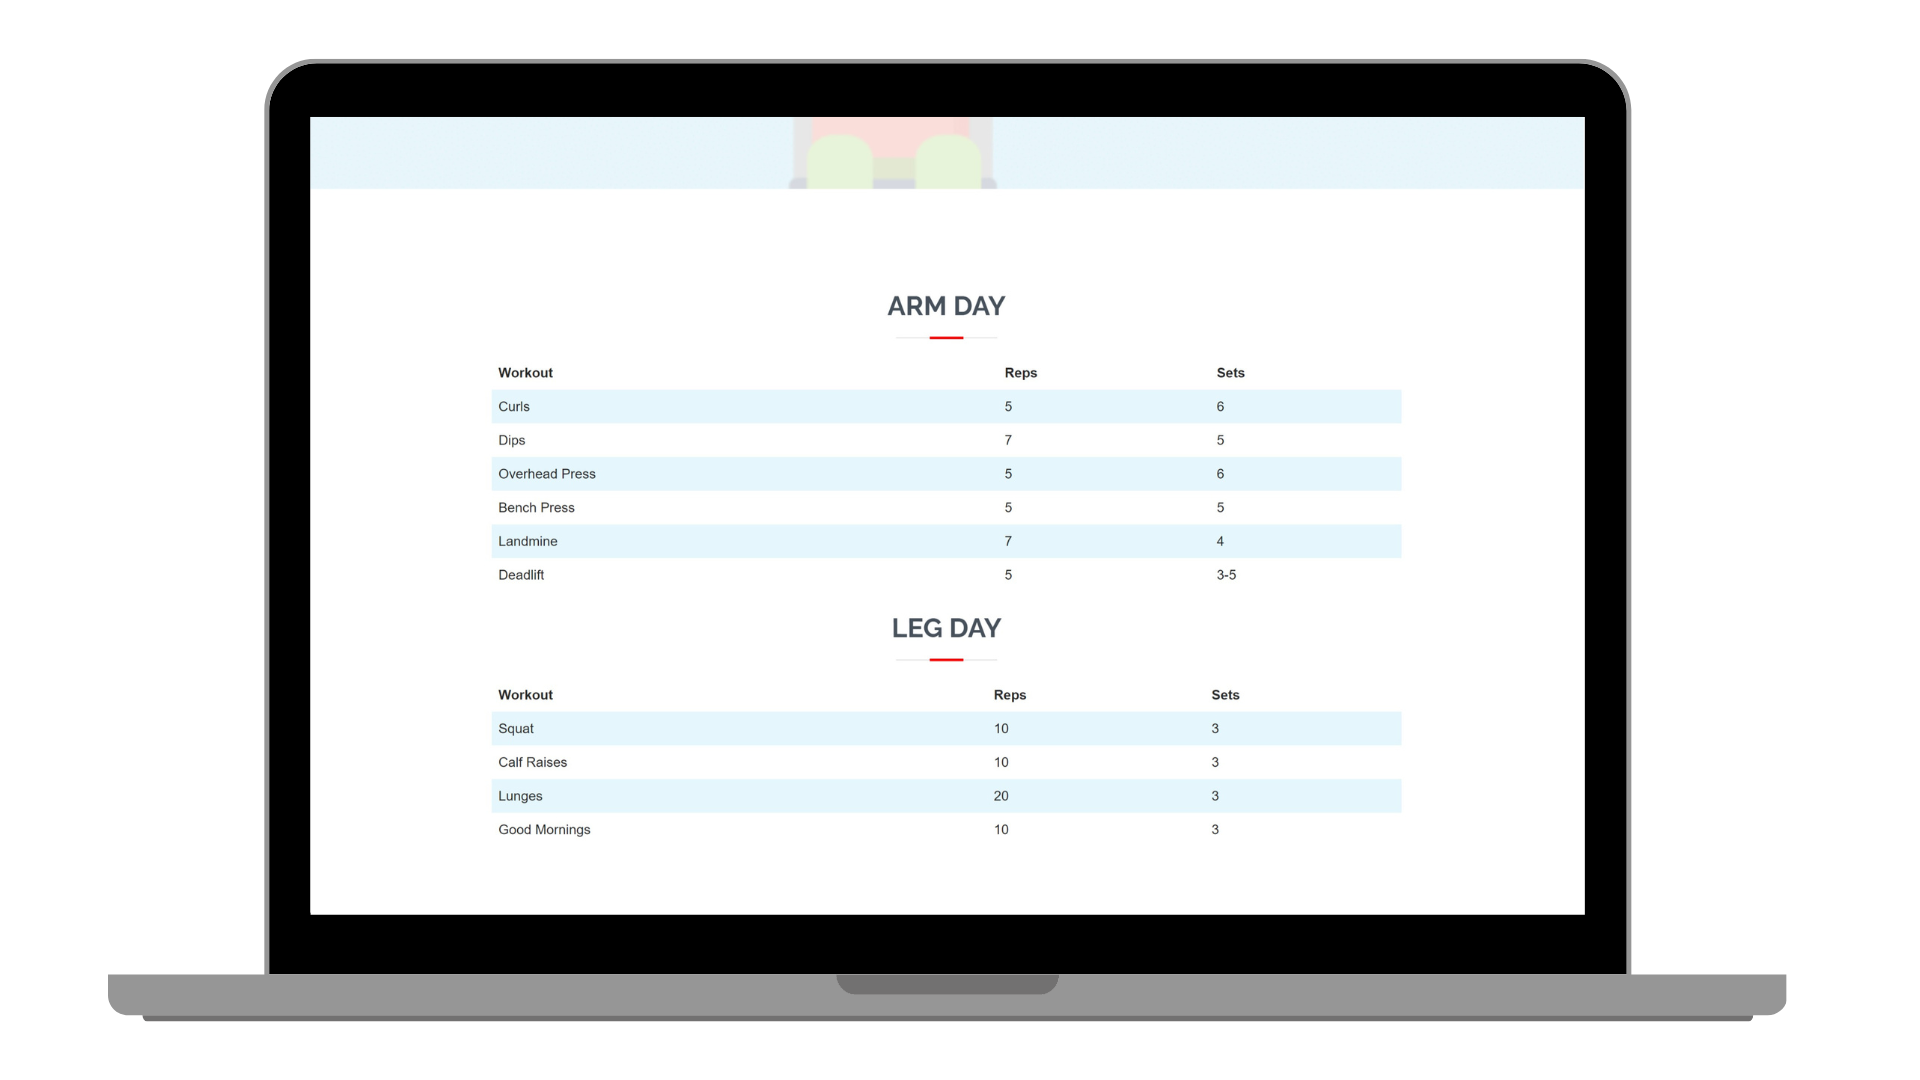 ARM DAY
Workout Reps Sets
Curls 5 6
Dips 7 5
Overhead Press 5 6
Bench Press 5 5
Landmine 7 4
Deadlift 5 3-5
LEG DAY
Workout Reps Sets
Squat 10 3
Calf Raises 10 3
Lunges 20 3
Good Mornings 10 3